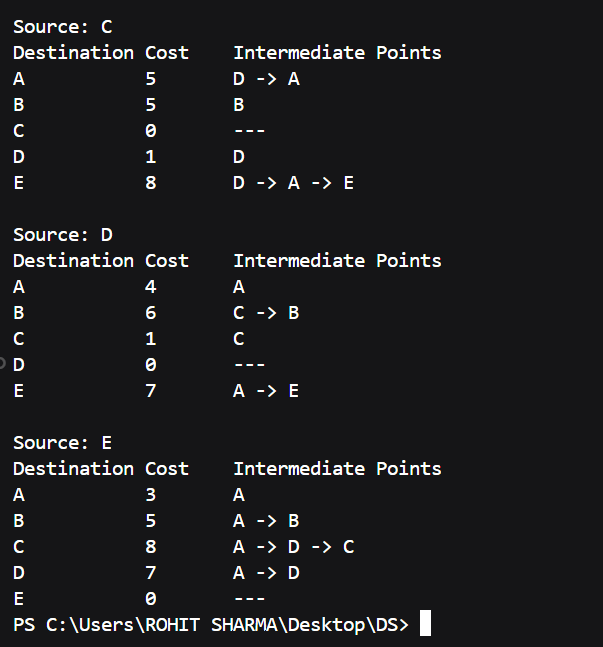 Source: C
Destination Cost    Intermediate Points
A           5       D -> A
B           5       B
C           0       ---
D           1       D
E           8       D -> A -> E

Source: D
Destination Cost    Intermediate Points
A           4       A
B           6       C -> B
C           1       C
D           0       ---
E           7       A -> E

Source: E
Destination Cost    Intermediate Points
A           3       A
B           5       A -> B
C           8       A -> D -> C
D           7       A -> D
E           0       ---
PS C:\Users\ROHIT SHARMA\Desktop\DS>